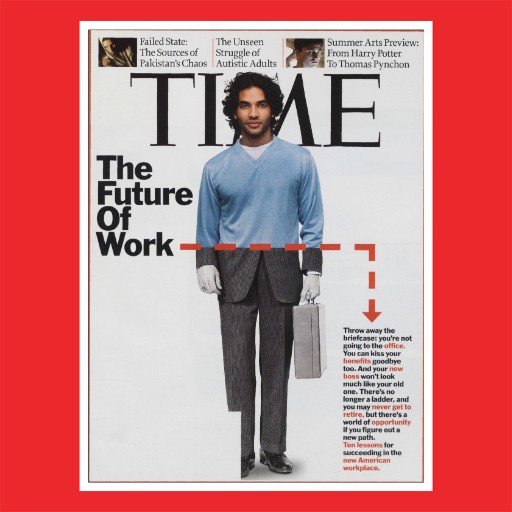 Failed State:
The Sources of
Pakistan's Chaos
The Unseen
Struggle of
Autistic Adults
Summer Arts Preview:
From Harry Potter
To Thomas Pynchon
TIME
The
Future
Of
Work
Throw away the
briefcase: you're not
going to the office.
You can kiss your
benefits goodbye
too. And your new
boss won't look
much like your old
one. There's no
longer a ladder, and
you may never get to
retire, but there's a
world of opportunity
if you figure out a
new path.
Ten lessons for
succeeding in the
new American
workplace.